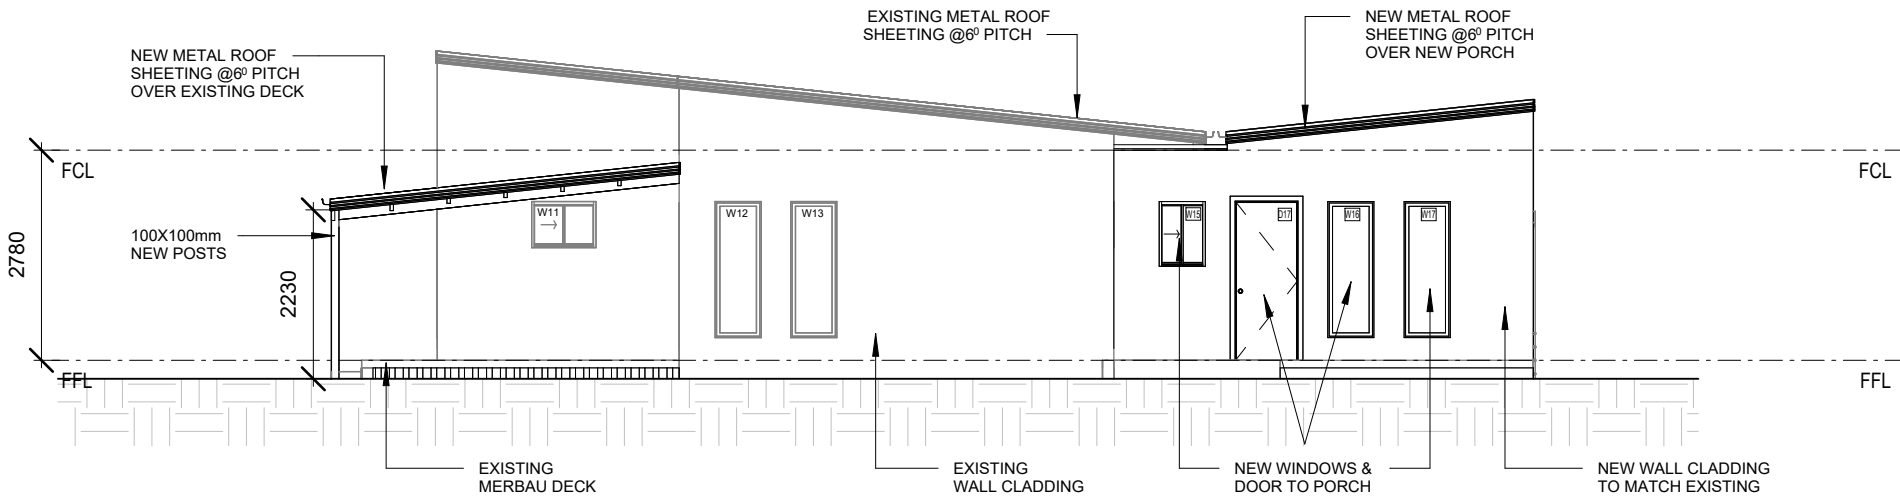 EXISTING METAL ROOF
SHEETING @6⁰ PITCH
NEW METAL ROOF
SHEETING @6⁰ PITCH
OVER NEW PORCH
NEW METAL ROOF
SHEETING @6⁰ PITCH
OVER EXISTING DECK
FCL
FCL
2780
100X100mm
NEW POSTS
2230
W11
W12
W13
W15
D17
W16
W17
FFL
FFL
EXISTING
MERBAU DECK
EXISTING
WALL CLADDING
NEW WINDOWS &
DOOR TO PORCH
NEW WALL CLADDING
TO MATCH EXISTING